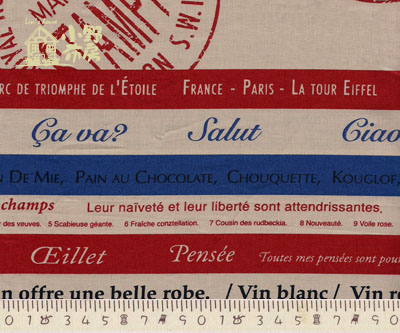 RC DE TRIOMPHE DE L'ÉTOILE FRANCE - PARIS - LA TOUR EIFFEL
Ça va? Salut Ciao
N DE MIE, PAIN AU CHOCOLATE, CHOUQUETTE, KOUGLOF,
champs Leur naïveté et leur liberté sont attendrissantes.
des veuves. 5 Scabieuse géante. 6 Fraîche conztellation. 7 Cousin des rudbeckia. 8 Nouveauté. 9 Voile rose.
Œillet Pensée Toutes mes pensées sont pou
n offre une belle robe. / Vin blanc / Vin ro